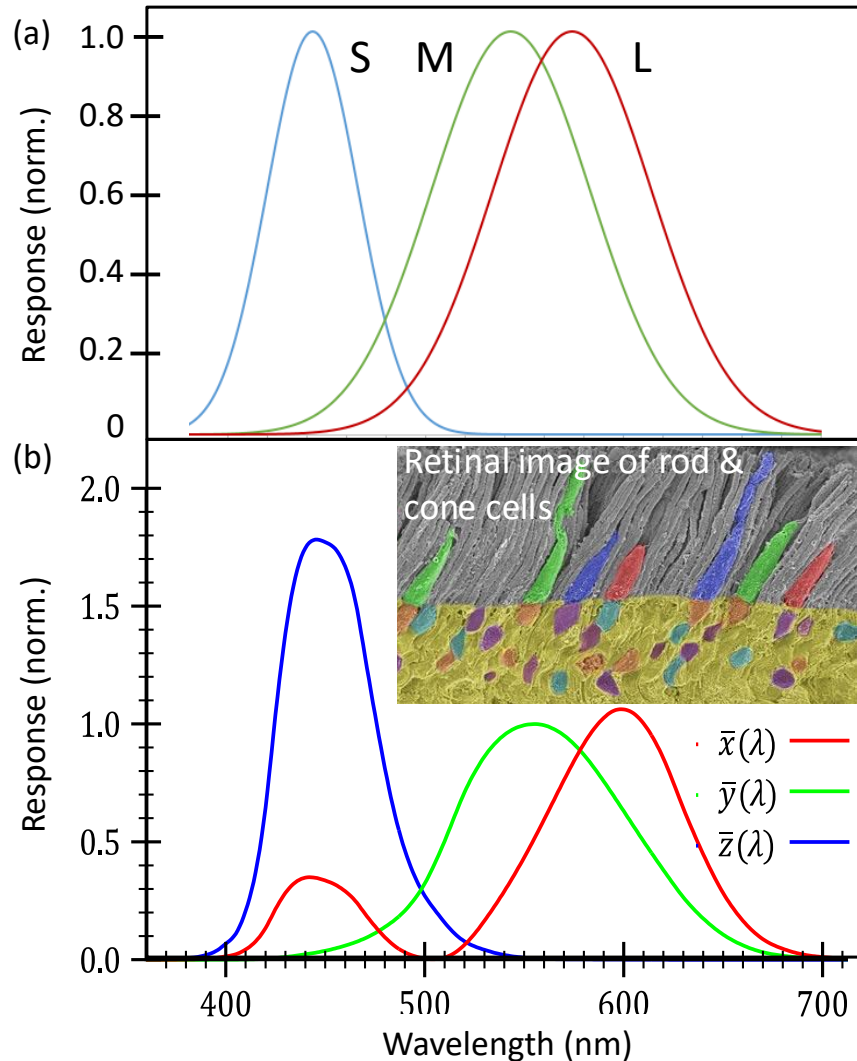 (a)
Response (norm.)
1.0
0.8
0.6
0.4
0.2
0
S M L
(b)
Response (norm.)
2.0
1.5
1.0
0.5
0.0
Retinal image of rod &
cone cells
x̅(λ)
y̅(λ)
z̅(λ)
400 500 600 700
Wavelength (nm)